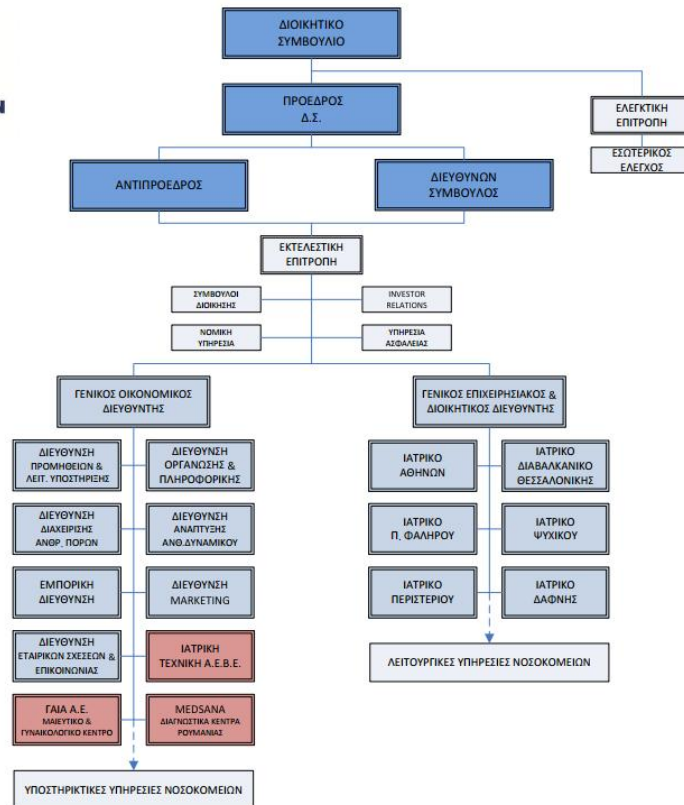 ΔΙΟΙΚΗΤΙΚΟ
ΣΥΜΒΟΥΛΙΟ
ΠΡΟΕΔΡΟΣ
Δ.Σ.
ΕΛΕΓΚΤΙΚΗ
ΕΠΙΤΡΟΠΗ
ΕΣΩΤΕΡΙΚΟΣ
ΕΛΕΓΧΟΣ
ΑΝΤΙΠΡΟΕΔΡΟΣ
ΔΙΕΥΘΥΝΩΝ
ΣΥΜΒΟΥΛΟΣ
ΕΚΤΕΛΕΣΤΙΚΗ
ΕΠΙΤΡΟΠΗ
ΣΥΜΒΟΥΛΟΙ
ΔΙΟΙΚΗΣΗΣ
INVESTOR
RELATIONS
ΝΟΜΙΚΗ
ΥΠΗΡΕΣΙΑ
ΥΠΗΡΕΣΙΑ
ΑΣΦΑΛΕΙΑΣ
ΓΕΝΙΚΟΣ ΟΙΚΟΝΟΜΙΚΟΣ
ΔΙΕΥΘΥΝΤΗΣ
ΓΕΝΙΚΟΣ ΕΠΙΧΕΙΡΗΣΙΑΚΟΣ &
ΔΙΟΙΚΗΤΙΚΟΣ ΔΙΕΥΘΥΝΤΗΣ
ΔΙΕΥΘΥΝΣΗ
ΠΡΟΜΗΘΕΙΩΝ &
ΛΕΙΤ. ΥΠΟΣΤΗΡΙΞΗΣ
ΔΙΕΥΘΥΝΣΗ
ΟΡΓΑΝΩΣΗΣ &
ΠΛΗΡΟΦΟΡΙΚΗΣ
ΙΑΤΡΙΚΟ
ΑΘΗΝΩΝ
ΙΑΤΡΙΚΟ
ΔΙΑΒΑΛΚΑΝΙΚΟ
ΘΕΣΣΑΛΟΝΙΚΗΣ
ΔΙΕΥΘΥΝΣΗ
ΔΙΑΧΕΙΡΙΣΗΣ
ΑΝΘΡ. ΠΟΡΩΝ
ΔΙΕΥΘΥΝΣΗ
ΑΝΑΠΤΥΞΗΣ
ΑΝΘ.ΔΥΝΑΜΙΚΟΥ
ΙΑΤΡΙΚΟ
Π. ΦΑΛΗΡΟΥ
ΙΑΤΡΙΚΟ
ΨΥΧΙΚΟΥ
ΕΜΠΟΡΙΚΗ
ΔΙΕΥΘΥΝΣΗ
ΔΙΕΥΘΥΝΣΗ
MARKETING
ΙΑΤΡΙΚΟ
ΠΕΡΙΣΤΕΡΙΟΥ
ΙΑΤΡΙΚΟ
ΔΑΦΝΗΣ
ΔΙΕΥΘΥΝΣΗ
ΕΤΑΙΡΙΚΩΝ ΣΧΕΣΕΩΝ &
ΕΠΙΚΟΙΝΩΝΙΑΣ
ΙΑΤΡΙΚΗ
ΤΕΧΝΙΚΗ Α.Ε.Β.Ε.
ΛΕΙΤΟΥΡΓΙΚΕΣ ΥΠΗΡΕΣΙΕΣ ΝΟΣΟΚΟΜΕΙΩΝ
ΓΑΙΑ Α.Ε.
ΜΑΙΕΥΤΙΚΟ &
ΓΥΝΑΙΚΟΛΟΓΙΚΟ ΚΕΝΤΡΟ
MEDSANA
ΔΙΑΓΝΩΣΤΙΚΑ ΚΕΝΤΡΑ
ΡΟΥΜΑΝΙΑΣ
ΥΠΟΣΤΗΡΙΚΤΙΚΕΣ ΥΠΗΡΕΣΙΕΣ ΝΟΣΟΚΟΜΕΙΩΝ